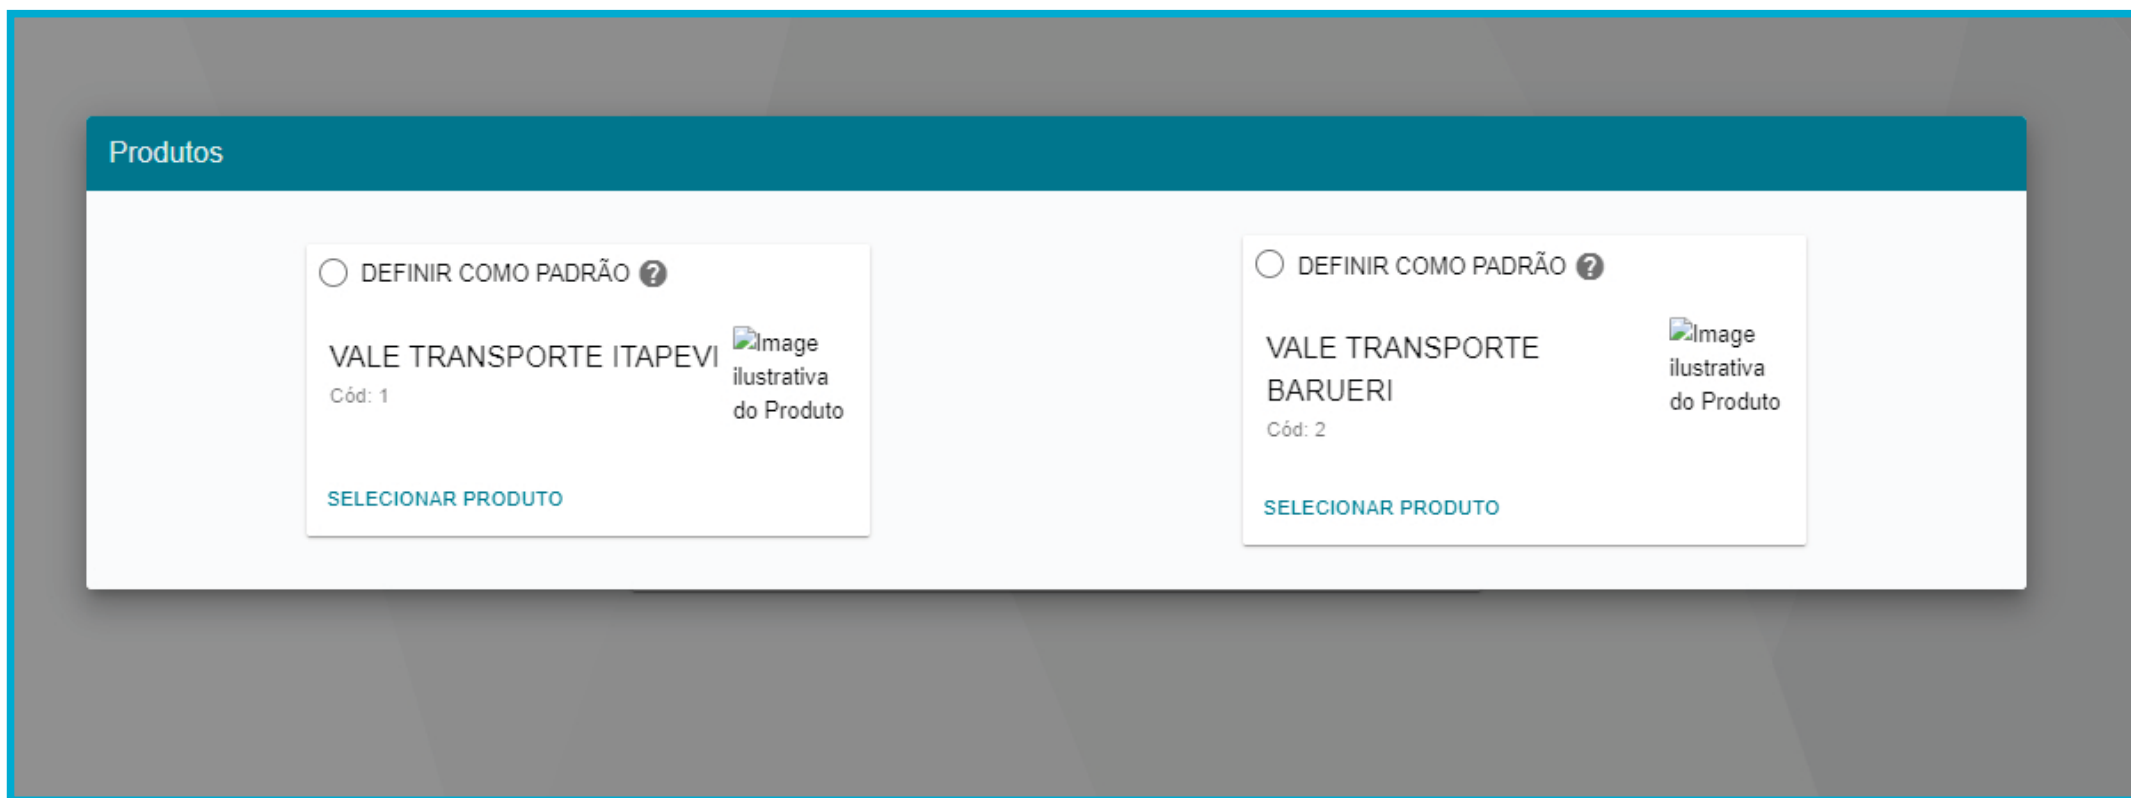 Produtos
DEFINIR COMO PADRÃO ?
VALE TRANSPORTE ITAPEVI
Cód: 1
Image
ilustrativa
do Produto
SELECIONAR PRODUTO
DEFINIR COMO PADRÃO ?
VALE TRANSPORTE
BARUERI
Cód: 2
Image
ilustrativa
do Produto
SELECIONAR PRODUTO